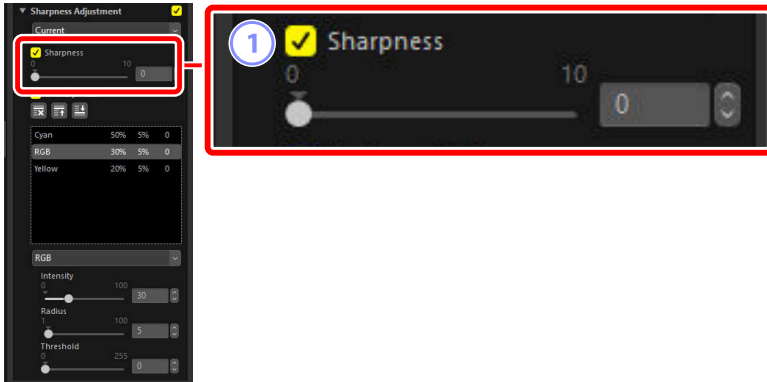 Sharpness Adjustment
Current
Sharpness
0 10
0
Cyan 50% 5% 0
RGB 30% 5% 0
Yellow 20% 5% 0
RGB
Intensity
0 100
30
Radius
1 100
5
Threshold
0 255
0
1
Sharpness
0 10
0